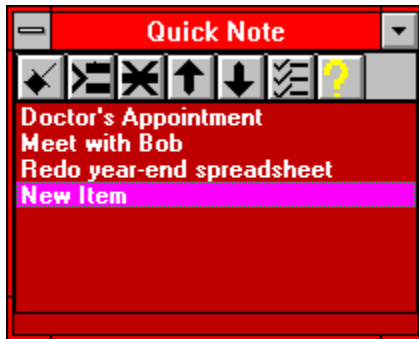 Quick Note
?
Doctor's Appointment
Meet with Bob
Redo year-end spreadsheet
New Item